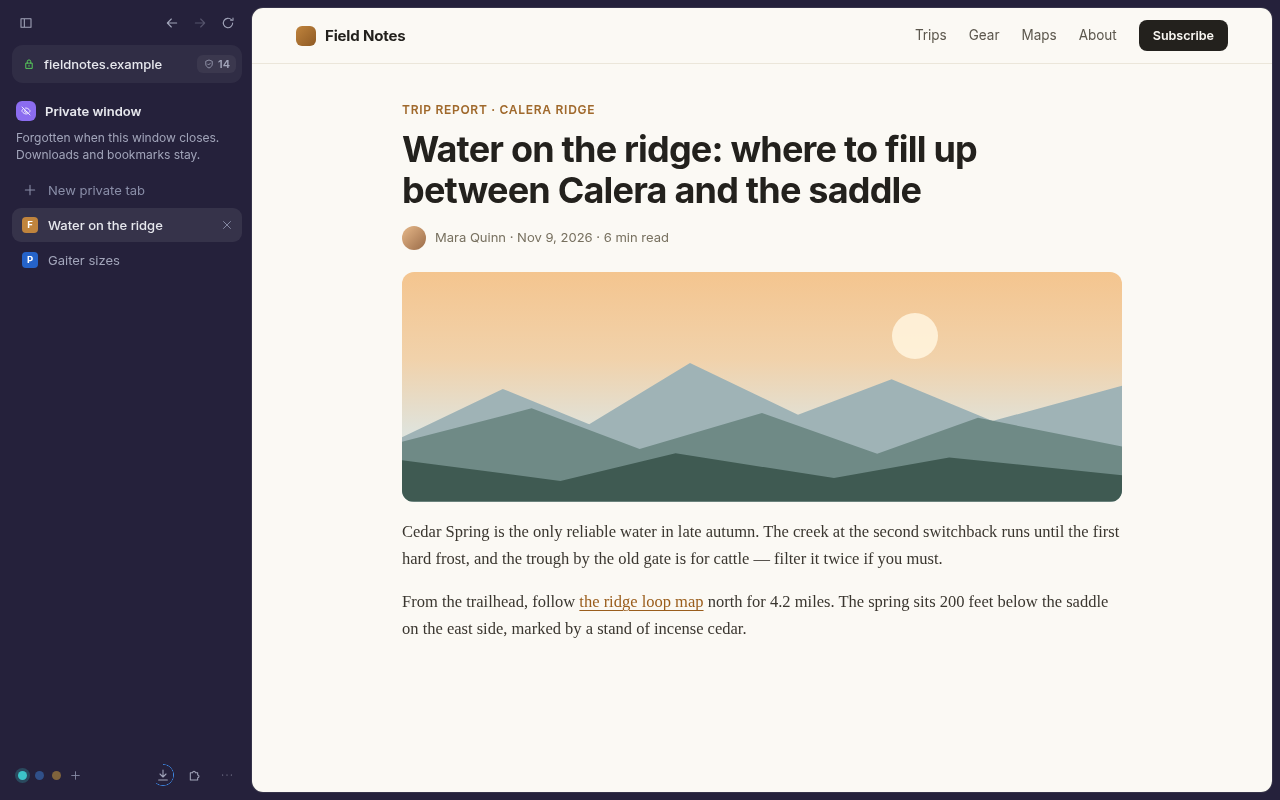 fieldnotes.example
14
Private window
Forgotten when this window closes.
Downloads and bookmarks stay.
New private tab
F
Water on the ridge
P
Gaiter sizes
Field Notes
Trips
Gear
Maps
About
Subscribe
TRIP REPORT · CALERA RIDGE
Water on the ridge: where to fill up
between Calera and the saddle
Mara Quinn · Nov 9, 2026 · 6 min read
Cedar Spring is the only reliable water in late autumn. The creek at the second switchback runs until the first
hard frost, and the trough by the old gate is for cattle — filter it twice if you must.
From the trailhead, follow the ridge loop map north for 4.2 miles. The spring sits 200 feet below the saddle
on the east side, marked by a stand of incense cedar.